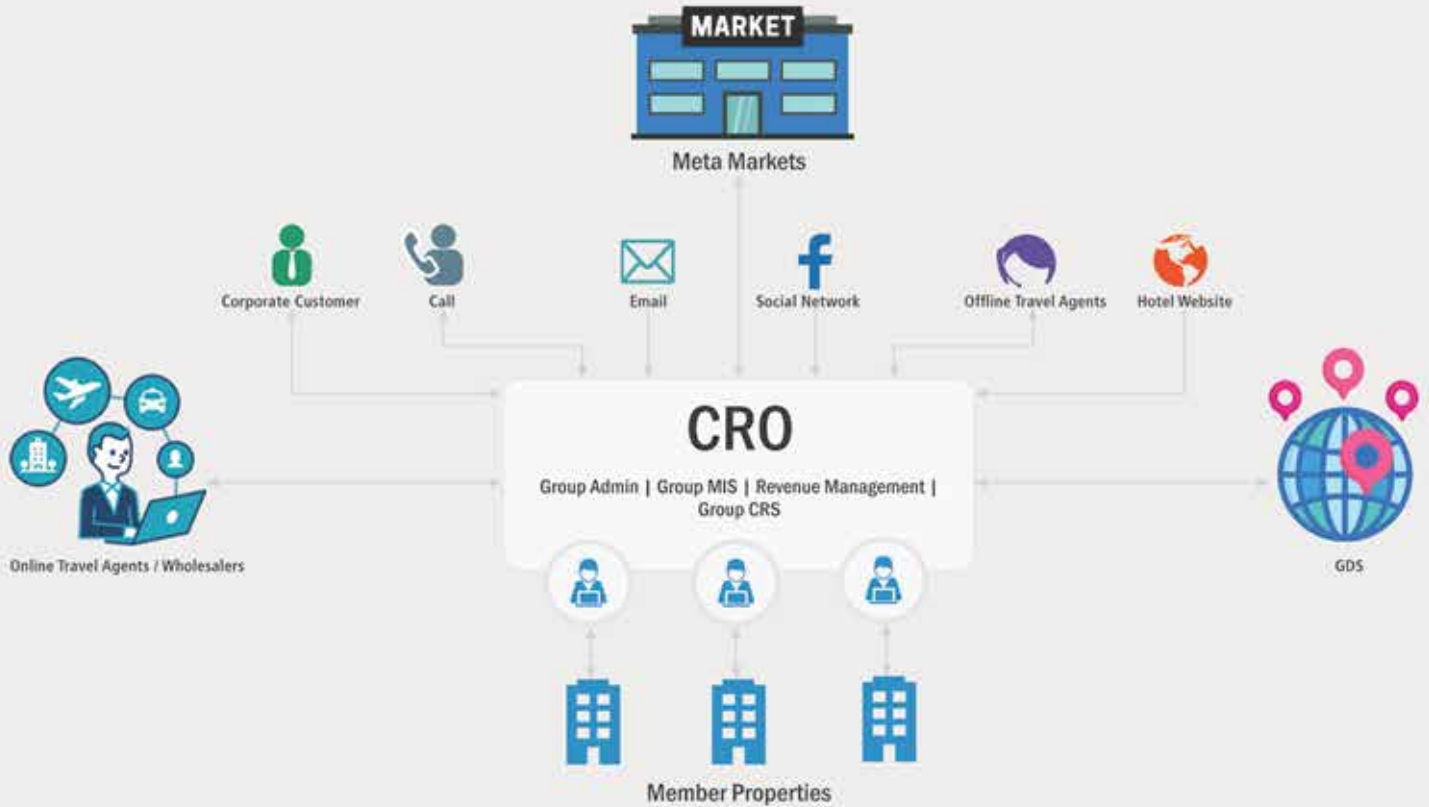 MARKET
Meta Markets
Corporate Customer
Call
Email
Social Network
Offline Travel Agents
Hotel Website
CRO
Group Admin | Group MIS | Revenue Management |
Group CRS
Online Travel Agents / Wholesalers
GDS
Member Properties